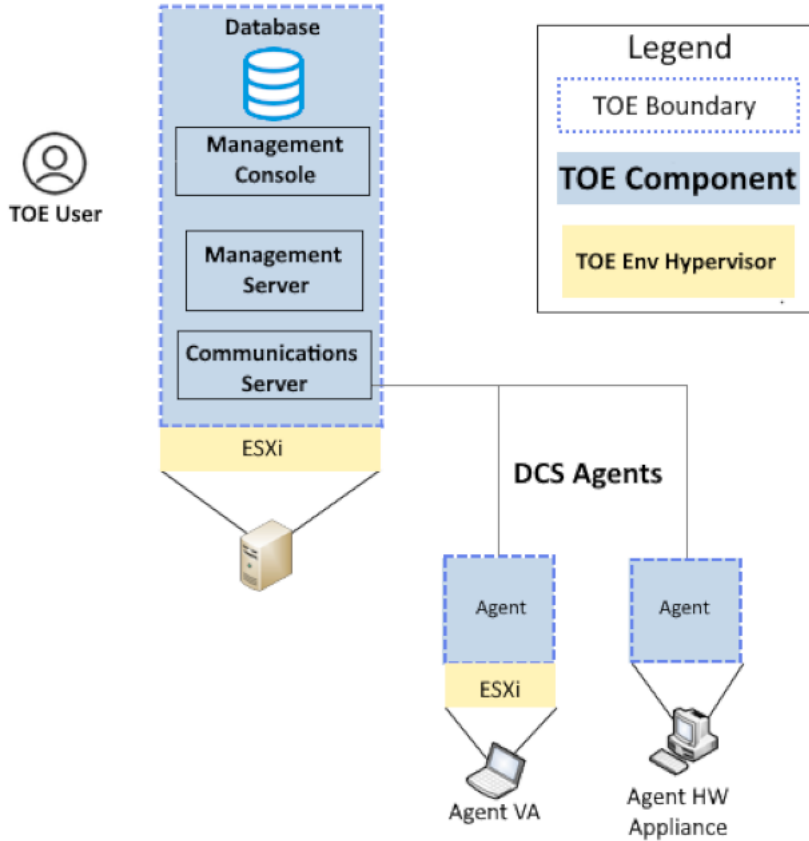 Database
Management
Console
TOE User
Management
Server
Communications
Server
ESXi
Legend
TOE Boundary
TOE Component
TOE Env Hypervisor
DCS Agents
Agent
Agent
ESXi
Agent VA
Agent HW
Appliance